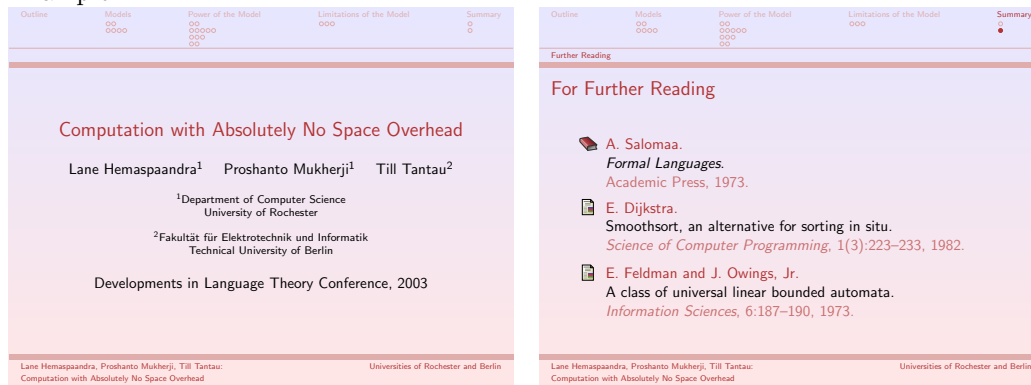 Outline Models Power of the Model Limitations of the Model Summary
Computation with Absolutely No Space Overhead
Lane Hemaspaandra1 Proshanto Mukherji1 Till Tantau2
1Department of Computer Science
University of Rochester
2Fakultät für Elektrotechnik und Informatik
Technical University of Berlin
Developments in Language Theory Conference, 2003
Lane Hemaspaandra, Proshanto Mukherji, Till Tantau: Universities of Rochester and Berlin
Computation with Absolutely No Space Overhead
Outline Models Power of the Model Limitations of the Model Summary
Further Reading
For Further Reading
A. Salomaa.
Formal Languages.
Academic Press, 1973.
E. Dijkstra.
Smoothsort, an alternative for sorting in situ.
Science of Computer Programming, 1(3):223–233, 1982.
E. Feldman and J. Owings, Jr.
A class of universal linear bounded automata.
Information Sciences, 6:187–190, 1973.
Lane Hemaspaandra, Proshanto Mukherji, Till Tantau: Universities of Rochester and Berlin
Computation with Absolutely No Space Overhead